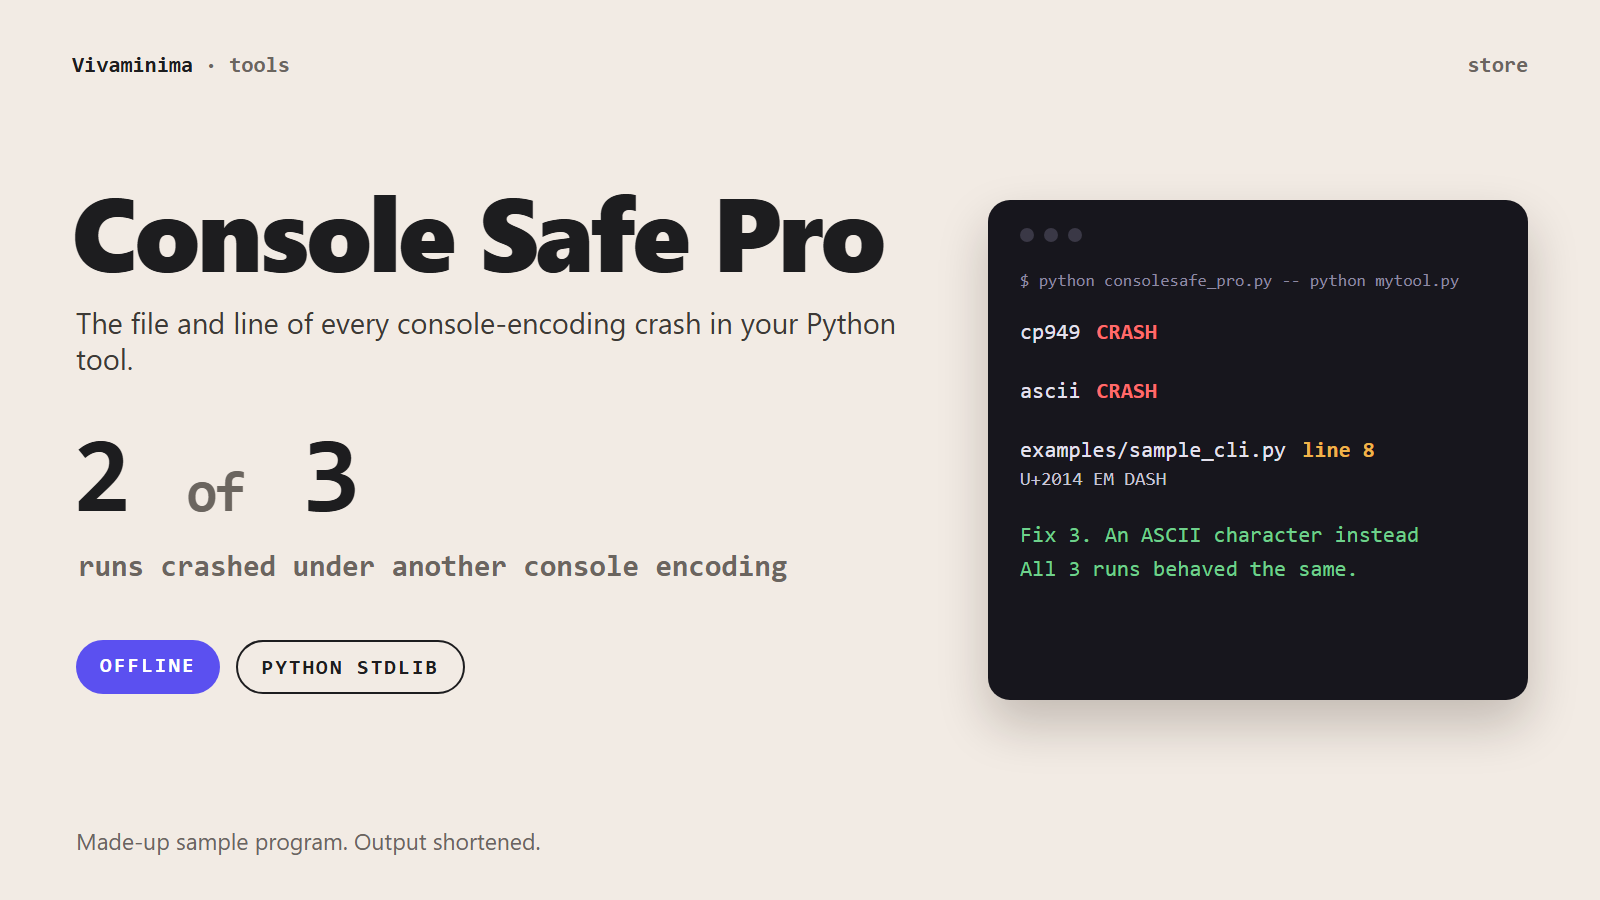 Vivaminima · tools
store
Console Safe Pro
The file and line of every console-encoding crash in your Python
tool.
2 of 3
runs crashed under another console encoding
OFFLINE
PYTHON STDLIB
$ python consolesafe_pro.py -- python mytool.py
cp949 CRASH
ascii CRASH
examples/sample_cli.py line 8
U+2014 EM DASH
Fix 3. An ASCII character instead
All 3 runs behaved the same.
Made-up sample program. Output shortened.